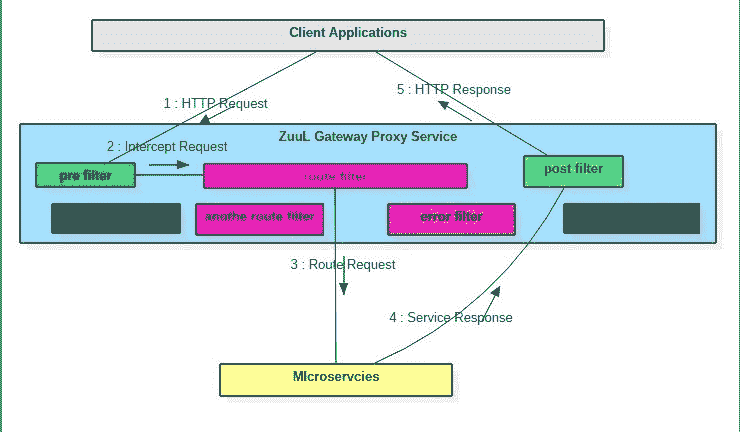 Client Applications
1 : HTTP Request
5 : HTTP Response
ZuuL Gateway Proxy Service
2 : Intercept Request
pre filter
route filter
post filter
anothe route filter
error filter
3 : Route Request
4 : Service Response
MIcroservcies